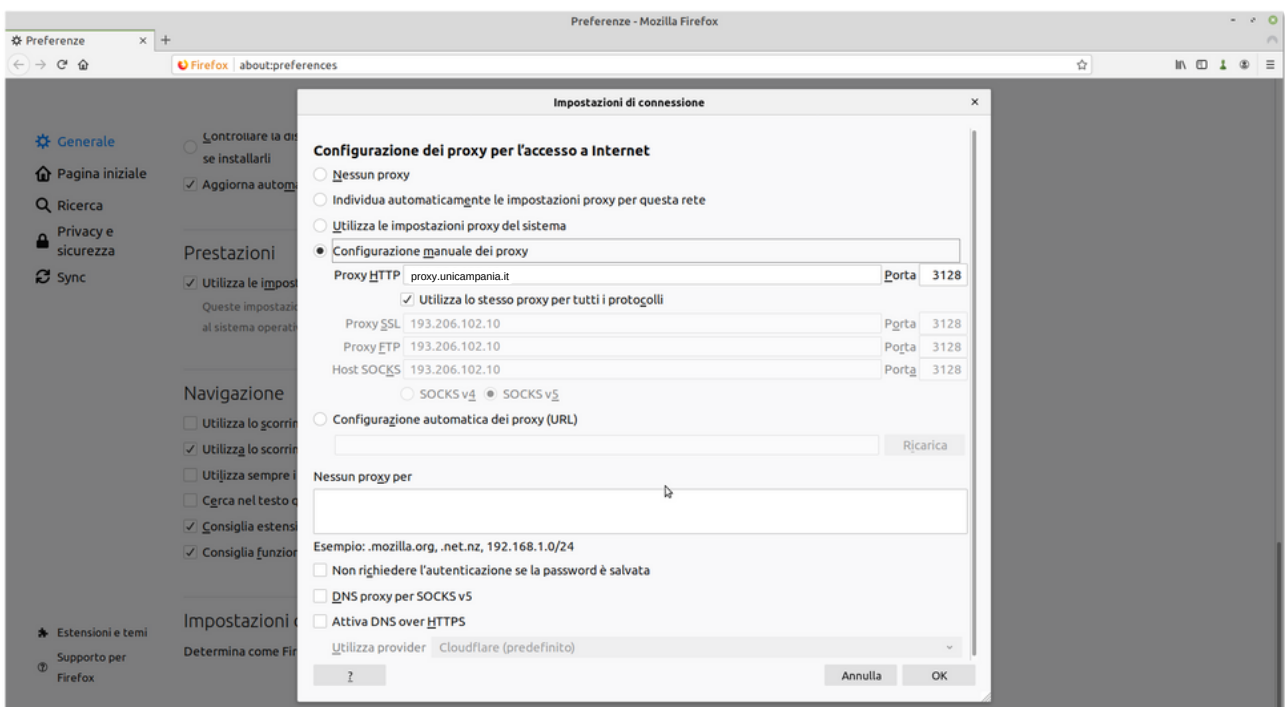 Preferenze - Mozilla Firefox
Preferenze
Firefox about:preferences
Impostazioni di connessione
Generale
Pagina iniziale
Ricerca
Privacy e
sicurezza
Sync
Estensioni e temi
Supporto per
Firefox
Controllare la dis
se installarli
Aggiorna automa
Prestazioni
Utilizza le impost
Queste impostazio
al sistema operati
Navigazione
Utilizza lo scorrin
Utilizza lo scorrin
Utilizza sempre i
Cerca nel testo q
Consiglia estensi
Consiglia funzion
Impostazioni
Determina come Fir
Configurazione dei proxy per l'accesso a Internet
Nessun proxy
Individua automaticamente le impostazioni proxy per questa rete
Utilizza le impostazioni proxy del sistema
Configurazione manuale dei proxy
Proxy HTTP proxy.unicampania.it Porta 3128
Utilizza lo stesso proxy per tutti i protocolli
Proxy SSL 193.206.102.10 Porta 3128
Proxy FTP 193.206.102.10 Porta 3128
Host SOCKS 193.206.102.10 Porta 3128
SOCKS v4 SOCKS v5
Configurazione automatica dei proxy (URL)
Ricarica
Nessun proxy per
Esempio: .mozilla.org, .net.nz, 192.168.1.0/24
Non richiedere l'autenticazione se la password è salvata
DNS proxy per SOCKS v5
Attiva DNS over HTTPS
Utilizza provider Cloudflare (predefinito)
? Annulla OK